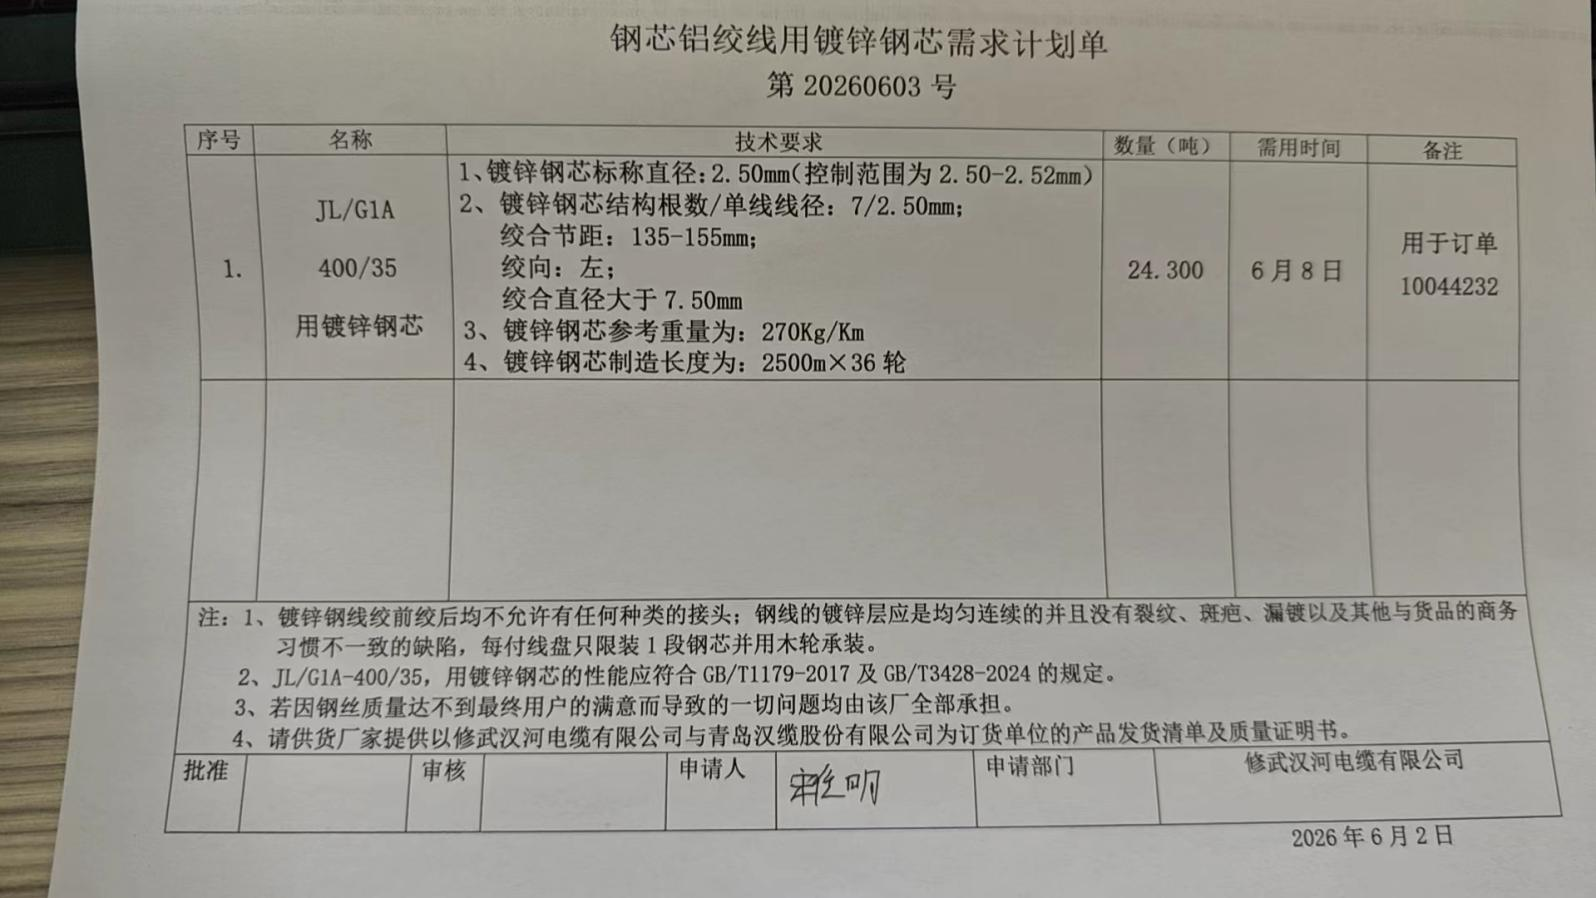 钢芯铝绞线用镀锌钢芯需求计划单
第 20260603 号
序号 名称 技术要求 数量（吨） 需用时间 备注
1.
JL/G1A
400/35
用镀锌钢芯
1、镀锌钢芯标称直径：2.50mm（控制范围为 2.50-2.52mm）
2、镀锌钢芯结构根数/单线线径：7/2.50mm；
绞合节距：135-155mm；
绞向：左；
绞合直径大于 7.50mm
3、镀锌钢芯参考重量为：270Kg/Km
4、镀锌钢芯制造长度为：2500m×36 轮
24.300
6 月 8 日
用于订单
10044232
注：1、镀锌钢线绞前绞后均不允许有任何种类的接头；钢线的镀锌层应是均匀连续的并且没有裂纹、斑疤、漏镀以及其他与货品的商务
习惯不一致的缺陷，每付线盘只限装 1 段钢芯并用木轮承装。
2、JL/G1A-400/35，用镀锌钢芯的性能应符合 GB/T1179-2017 及 GB/T3428-2024 的规定。
3、若因钢丝质量达不到最终用户的满意而导致的一切问题均由该厂全部承担。
4、请供货厂家提供以修武汉河电缆有限公司与青岛汉缆股份有限公司为订货单位的产品发货清单及质量证明书。
批准 审核 申请人 申请部门 修武汉河电缆有限公司
2026 年 6 月 2 日